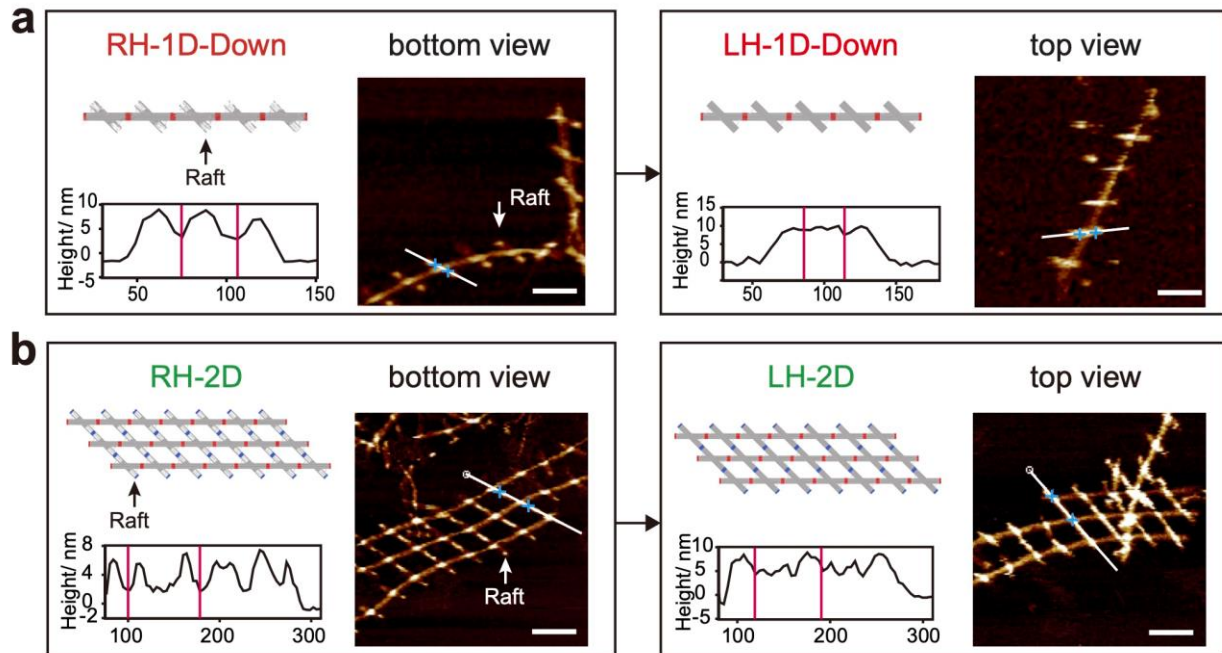 a
RH-1D-Down
bottom view
Raft
Raft
Height/ nm
10
5
0
-5
50
100
150
LH-1D-Down
top view
Height/ nm
15
10
5
0
50
100
150
b
RH-2D
bottom view
Raft
Raft
Height/ nm
8
4
0
-2
100
200
300
LH-2D
top view
Height/ nm
10
5
0
-5
100
200
300